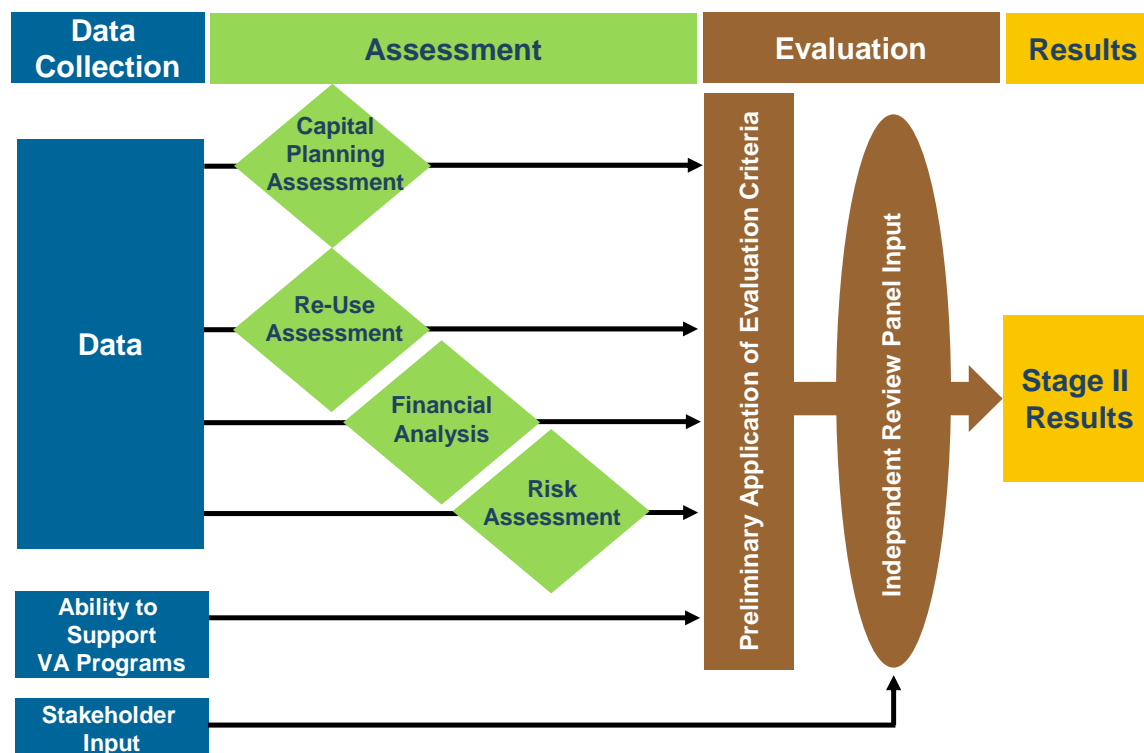 Data
Collection
Assessment
Evaluation
Results
Capital
Planning
Assessment
Re-Use
Assessment
Data
Financial
Analysis
Risk
Assessment
Preliminary Application of Evaluation Criteria
Independent Review Panel Input
Stage II
Results
Ability to
Support
VA Programs
Stakeholder
Input